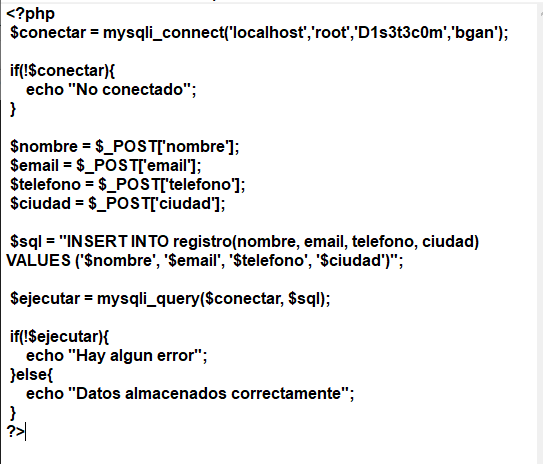 <?php
$conectar = mysqli_connect('localhost','root','D1s3t3c0m','bgan');
if(!$conectar){
echo "No conectado";
}
$nombre = $_POST['nombre'];
$email = $_POST['email'];
$telefono = $_POST['telefono'];
$ciudad = $_POST['ciudad'];
$sql = "INSERT INTO registro(nombre, email, telefono, ciudad)
VALUES ('$nombre', '$email', '$telefono', '$ciudad')";
$ejecutar = mysqli_query($conectar, $sql);
if(!$ejecutar){
echo "Hay algun error";
}else{
echo "Datos almacenados correctamente";
}
?>